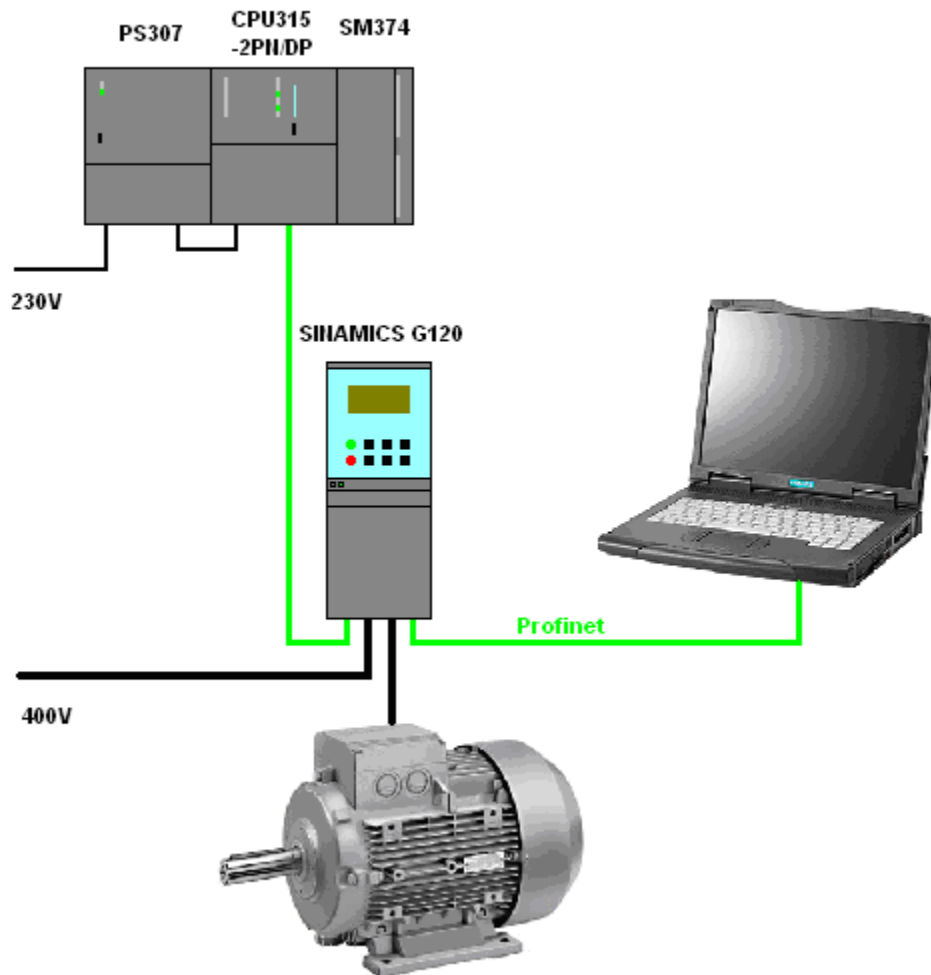 PS307
CPU315
-2PN/DP
SM374
230V
SINAMICS G120
Profinet
400V